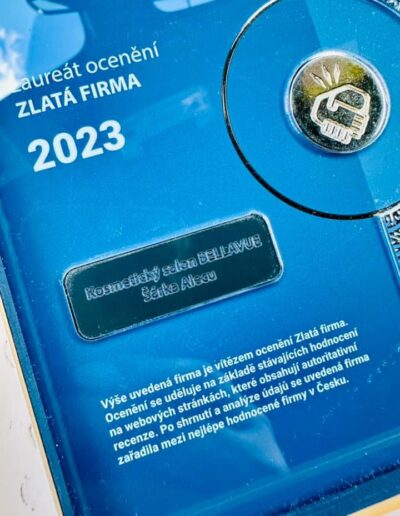 Laureát ocenění
ZLATÁ FIRMA
2023
Kosmetický salon BELLAVUE
Šárka Alecu
Výše uvedená firma je vítězem ocenění Zlatá firma.
Ocenění se uděluje na základě stávajících hodnocení
na webových stránkách, které obsahují autoritativní
recenze. Po shrnutí a analýze údajů se uvedená firma
zařadila mezi nejlépe hodnocené firmy v Česku.